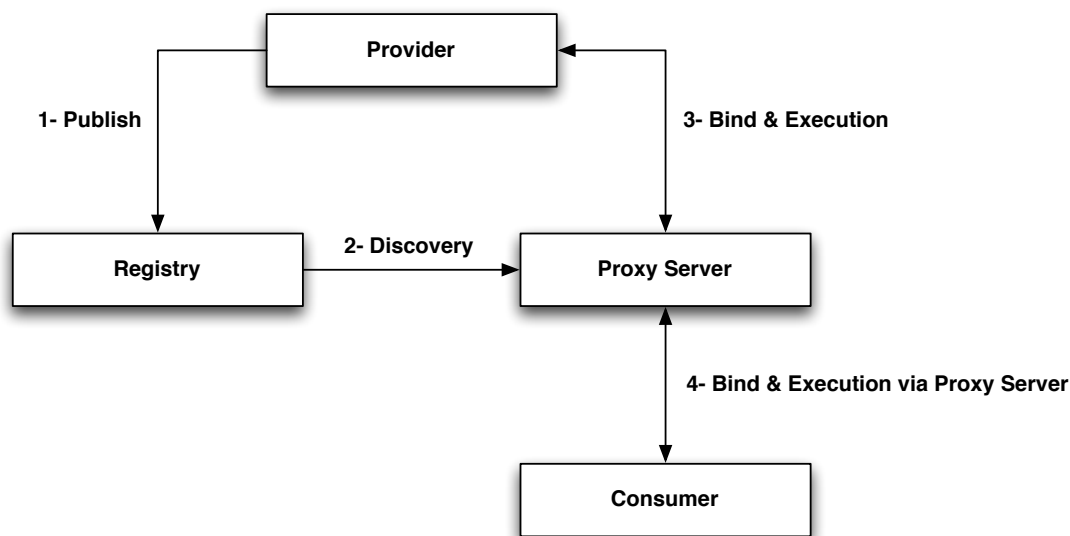 Provider
1- Publish
3- Bind & Execution
Registry
2- Discovery
Proxy Server
4- Bind & Execution via Proxy Server
Consumer